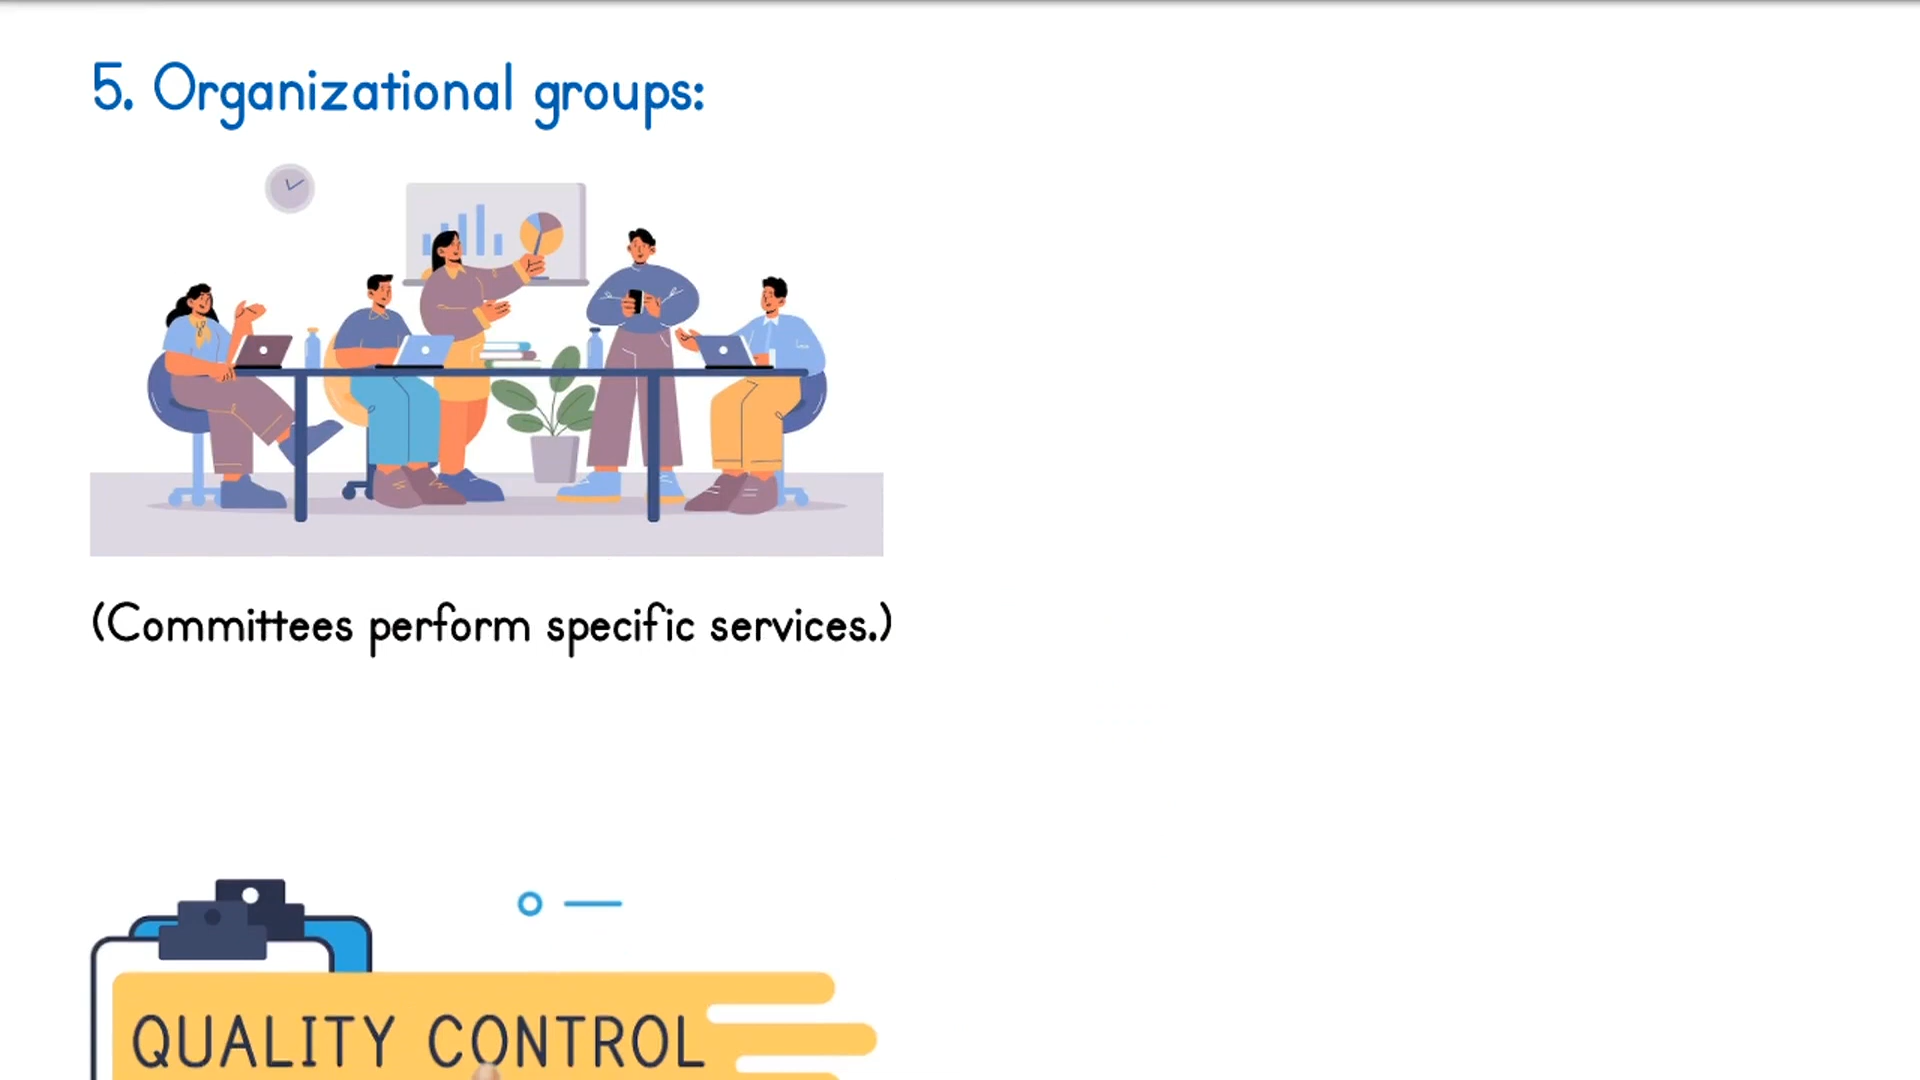 5. Organizational groups:
(Committees perform specific services.)
QUALITY CONTROL